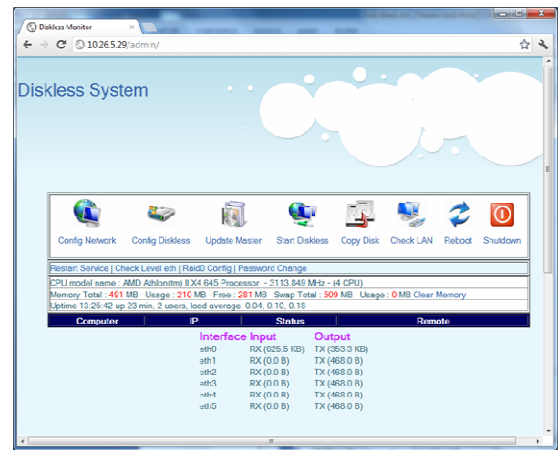 Diskless Monitor
10.26.5.29/admin/
Diskless System
Config Network Config Diskless Update Master Start Diskless Copy Disk Check LAN Reboot Shutdown
Restart Service | Check Level eth | Raid0 Config | Password Change
CPU model name : AMD Athlon(tm) II X4 645 Processor - 3113.849 MHz - (4 CPU)
Memory Total : 491 MB Usage : 210 MB Free : 281 MB Swap Total : 509 MB Usage : 0 MB Clear Memory
Uptime 13:25:42 up 23 min, 2 users, load average: 0.04, 0.10, 0.18
Computer IP Status Remote
Interface Input Output
eth0 RX (625.5 KB) TX (353.3 KB)
eth1 RX (0.0 B) TX (468.0 B)
eth2 RX (0.0 B) TX (468.0 B)
eth3 RX (0.0 B) TX (468.0 B)
eth4 RX (0.0 B) TX (468.0 B)
eth5 RX (0.0 B) TX (468.0 B)